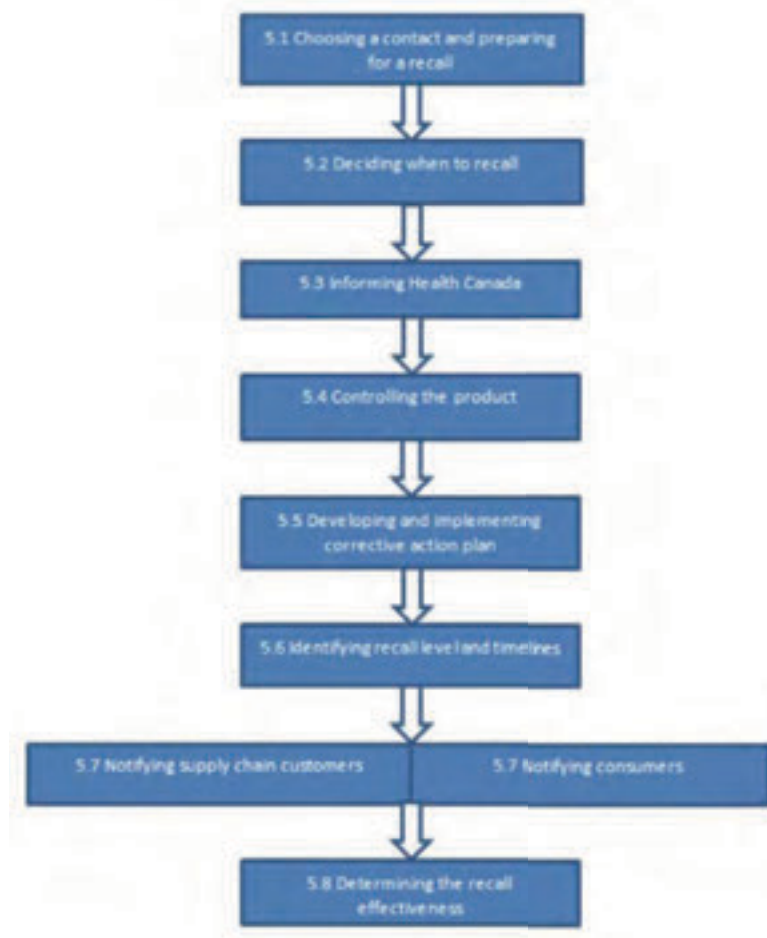 5.1 Choosing a contact and preparing
for a recall
5.2 Deciding when to recall
5.3 Informing Health Canada
5.4 Controlling the product
5.5 Developing and implementing
corrective action plan
5.6 Identifying recall level and timelines
5.7 Notifying supply chain customers
5.7 Notifying consumers
5.8 Determining the recall
effectiveness